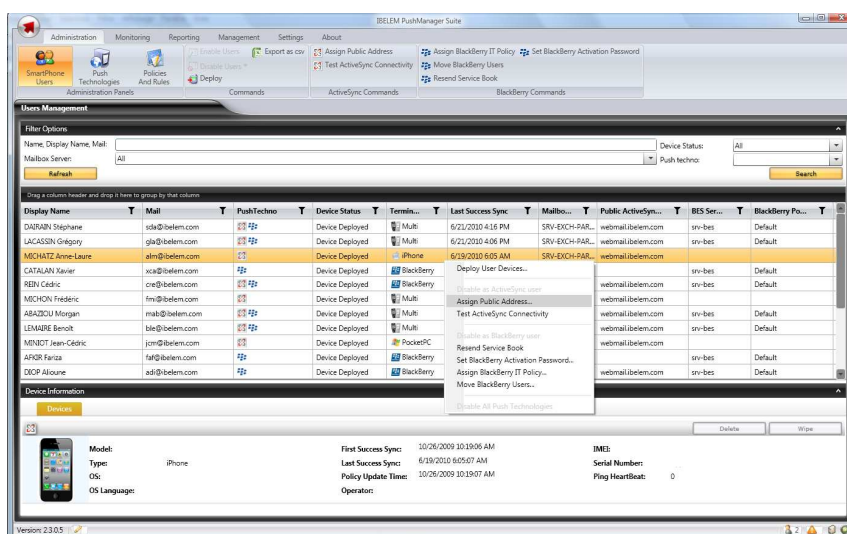 IBELEM PushManager Suite
Administration Monitoring Reporting Management Settings About
SmartPhone Users
Push Technologies
Policies And Rules
Enable Users
Disable Users
Deploy
Export as csv
Assign Public Address
Test ActiveSync Connectivity
Assign BlackBerry IT Policy
Move BlackBerry Users
Resend Service Book
Set BlackBerry Activation Password
Administration Panels Commands ActiveSync Commands BlackBerry Commands
Users Management
Filter Options
Name, Display Name, Mail: Device Status: All
Mailbox Server: All Push techno:
Refresh Search
Drag a column header and drop it here to group by that column
Display Name Mail PushTechno Device Status Termin... Last Success Sync Mailbo... Public ActiveSyn... BES Ser... BlackBerry Po...
DAIRAIN Stéphane sda@ibelem.com Device Deployed Multi 6/21/2010 4:16 PM SRV-EXCH-PAR... webmail.ibelem.com srv-bes Default
LACASSIN Grégory gla@ibelem.com Device Deployed Multi 6/21/2010 4:06 PM SRV-EXCH-PAR... webmail.ibelem.com srv-bes Default
MICHATZ Anne-Laure alm@ibelem.com Device Deployed iPhone 6/19/2010 6:05 AM SRV-EXCH-PAR... webmail.ibelem.com
CATALAN Xavier xca@ibelem.com Device Deployed BlackBerry srv-bes Default
REIN Cédric cre@ibelem.com Device Deployed BlackBerry webmail.ibelem.com srv-bes Default
MICHON Frédéric fmi@ibelem.com Device Deployed Multi webmail.ibelem.com srv-bes Default
ABAZIOU Morgan mab@ibelem.com Device Deployed Multi webmail.ibelem.com srv-bes Default
LEMAIRE Benoît ble@ibelem.com Device Deployed Multi webmail.ibelem.com srv-bes Default
MINIOT Jean-Cédric jcm@ibelem.com Device Deployed PocketPC webmail.ibelem.com
AFKIR Fariza faf@ibelem.com Device Deployed BlackBerry srv-bes Default
DIOP Alioune adi@ibelem.com Device Deployed BlackBerry webmail.ibelem.com srv-bes Default
Deploy User Devices...
Disable as ActiveSync user
Assign Public Address...
Test ActiveSync Connectivity
Disable as BlackBerry user
Resend Service Book
Set BlackBerry Activation Password...
Assign BlackBerry IT Policy...
Move BlackBerry Users...
Disable All Push Technologies
Device Information
Devices
Delete Wipe
Model: First Success Sync: 10/26/2009 10:19:06 AM IMEI:
Type: iPhone Last Success Sync: 6/19/2010 6:05:07 AM Serial Number:
OS: Policy Update Time: 10/26/2009 10:19:07 AM Ping HeartBeat: 0
OS Language: Operator:
Version: 2.3.0.5 2